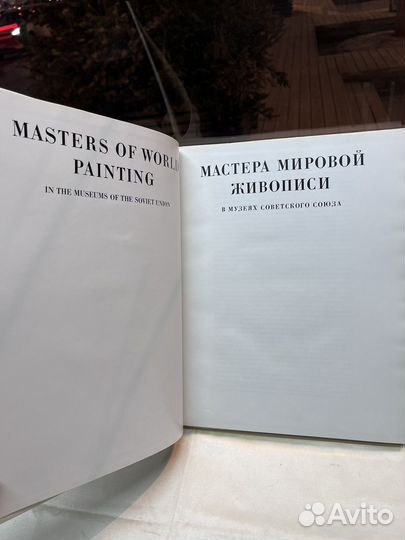 MASTERS OF WORLD
PAINTING
IN THE MUSEUMS OF THE SOVIET UNION
МАСТЕРА МИРОВОЙ
ЖИВОПИСИ
В МУЗЕЯХ СОВЕТСКОГО СОЮЗА
Avito